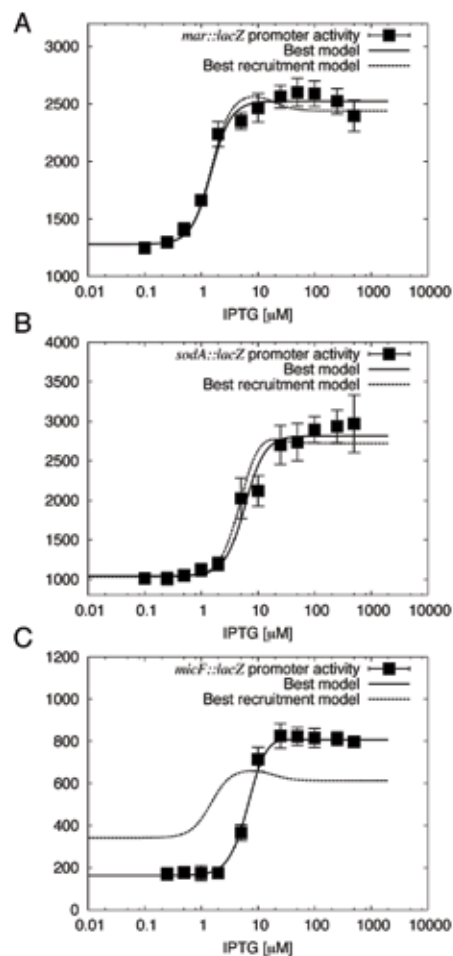 A
3000
2500
2000
1500
1000
mar::lacZ promoter activity
Best model
Best recruitment model
0.01 0.1 1 10 100 1000 10000
IPTG [μM]
B
4000
3500
3000
2500
2000
1500
1000
sodA::lacZ promoter activity
Best model
Best recruitment model
0.01 0.1 1 10 100 1000 10000
IPTG [μM]
C
1200
1000
800
600
400
200
0
micF::lacZ promoter activity
Best model
Best recruitment model
0.01 0.1 1 10 100 1000 10000
IPTG [μM]